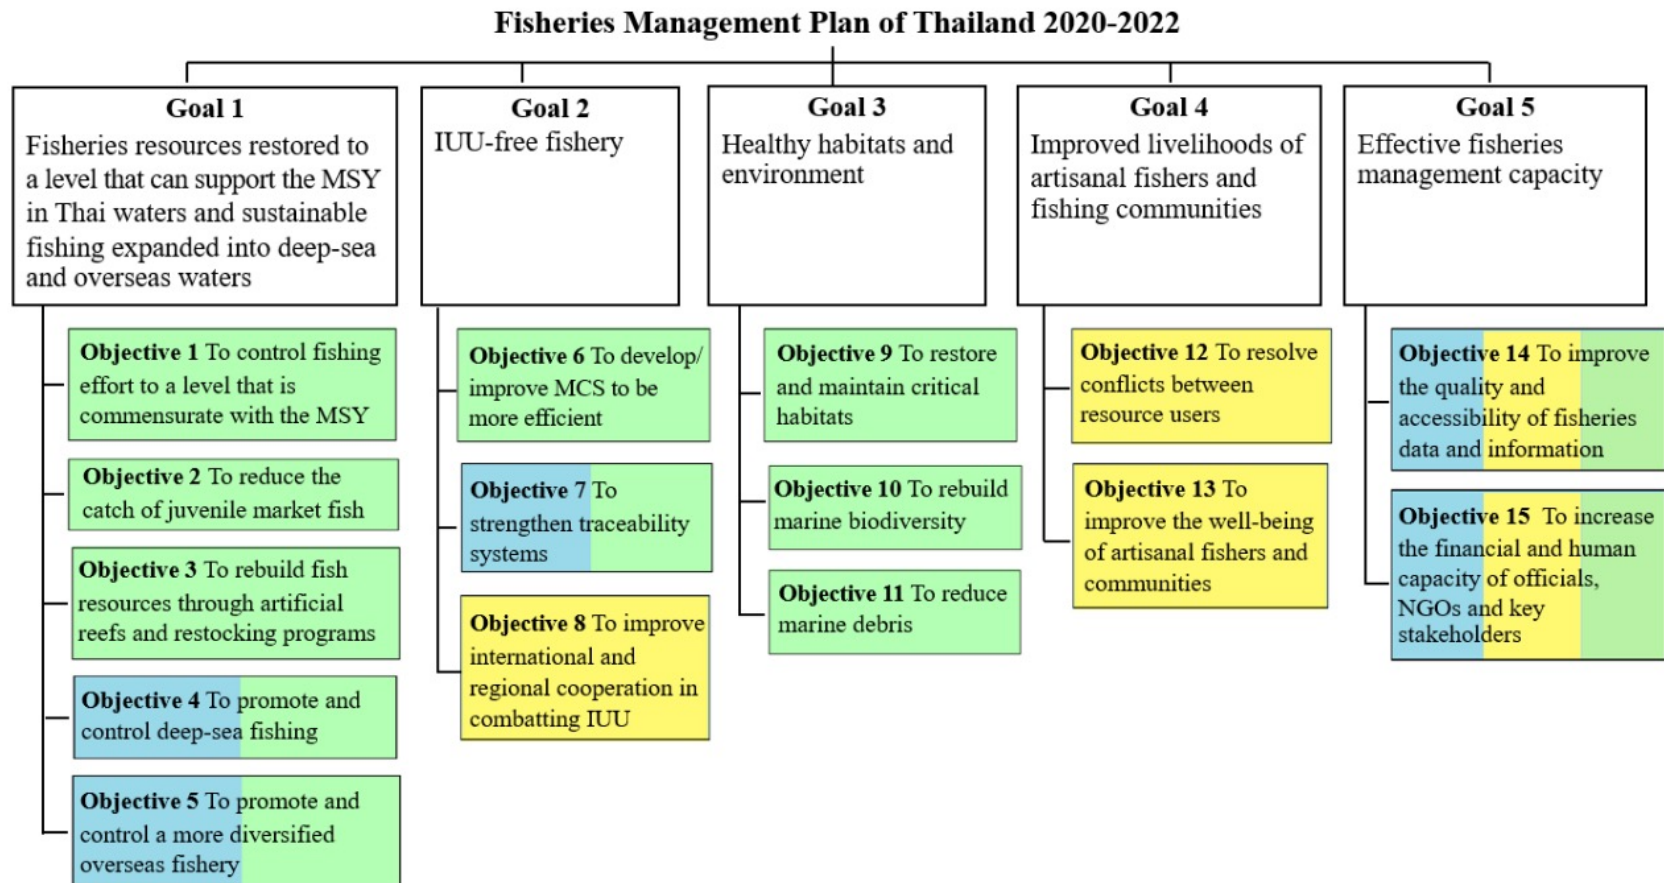 Fisheries Management Plan of Thailand 2020-2022
Goal 1
Fisheries resources restored to
a level that can support the MSY
in Thai waters and sustainable
fishing expanded into deep-sea
and overseas waters
Objective 1 To control fishing
effort to a level that is
commensurate with the MSY
Objective 2 To reduce the
catch of juvenile market fish
Objective 3 To rebuild fish
resources through artificial
reefs and restocking programs
Objective 4 To promote and
control deep-sea fishing
Objective 5 To promote and
control a more diversified
overseas fishery
Goal 2
IUU-free fishery
Objective 6 To develop/
improve MCS to be
more efficient
Objective 7 To
strengthen traceability
systems
Objective 8 To improve
international and
regional cooperation in
combatting IUU
Goal 3
Healthy habitats and
environment
Objective 9 To restore
and maintain critical
habitats
Objective 10 To rebuild
marine biodiversity
Objective 11 To reduce
marine debris
Goal 4
Improved livelihoods of
artisanal fishers and
fishing communities
Objective 12 To resolve
conflicts between
resource users
Objective 13 To
improve the well-being
of artisanal fishers and
communities
Goal 5
Effective fisheries
management capacity
Objective 14 To improve
the quality and
accessibility of fisheries
data and information
Objective 15 To increase
the financial and human
capacity of officials,
NGOs and key
stakeholders